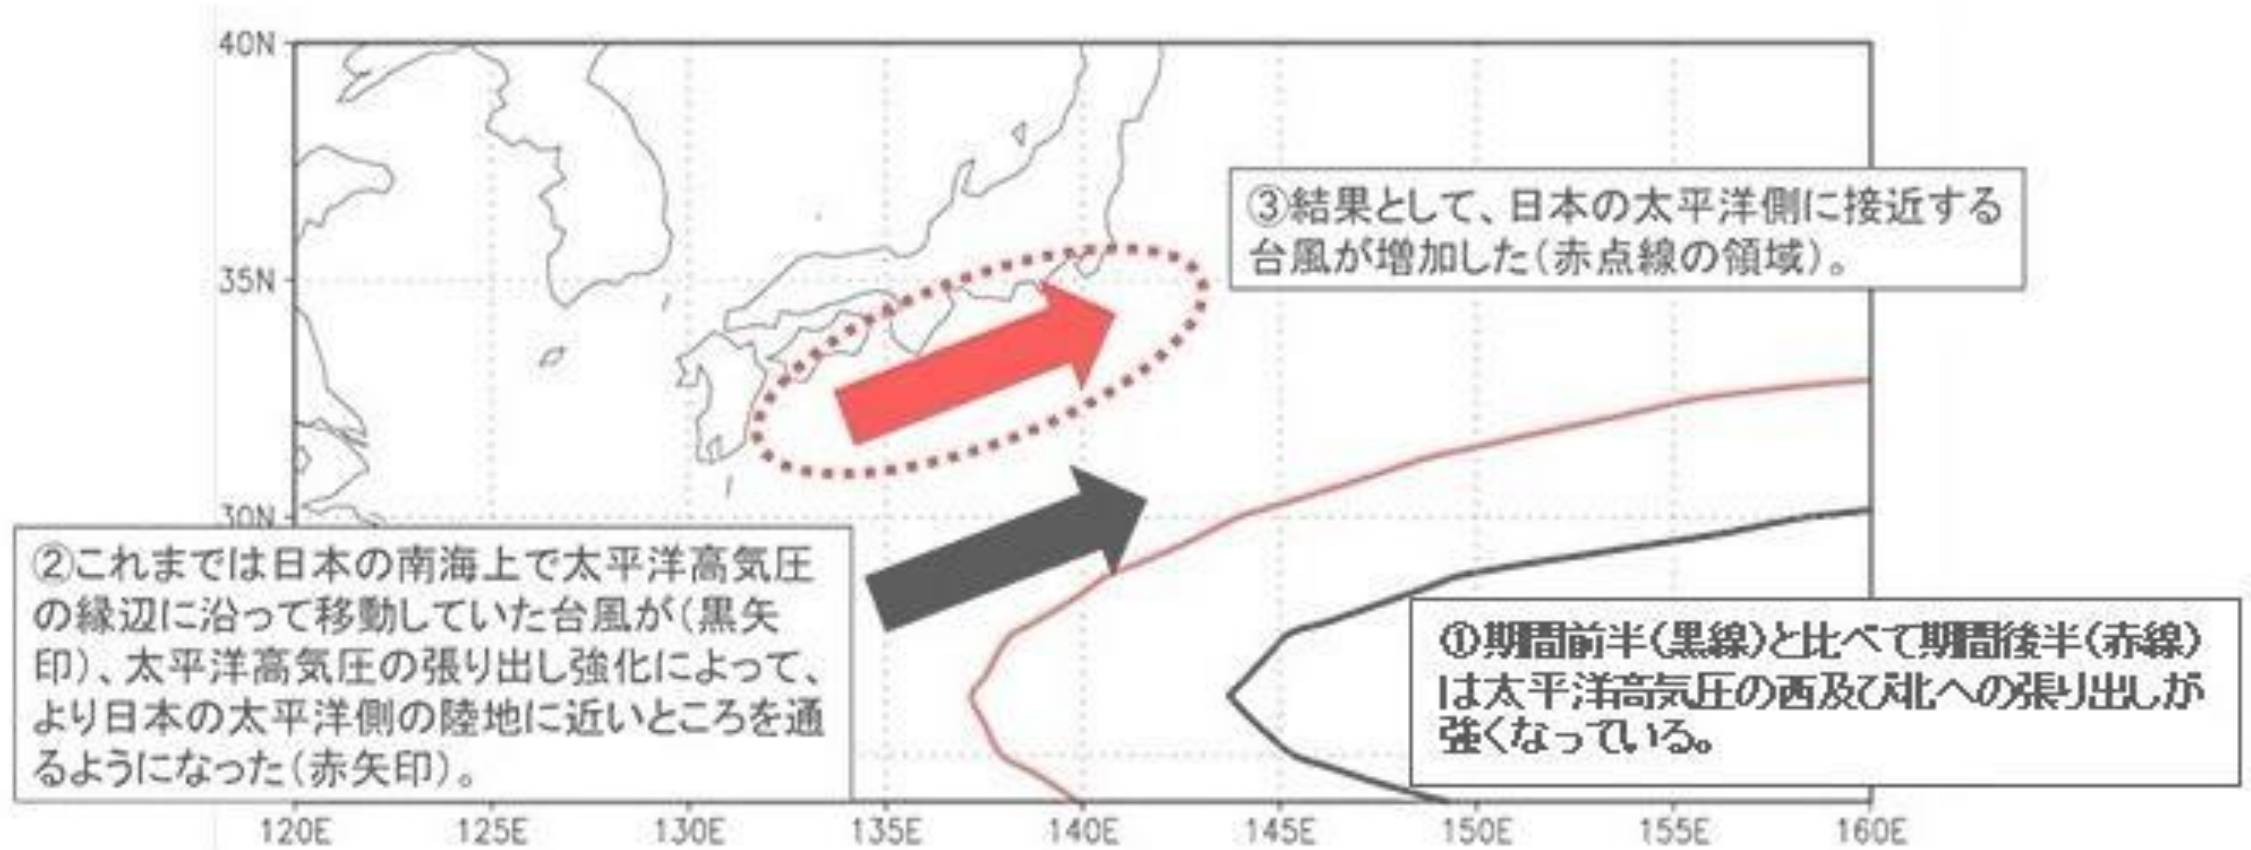 40N
③結果として、日本の太平洋側に接近する
台風が増加した(赤点線の領域)。
35N
30N
②これまでは日本の南海上で太平洋高気圧
の縁辺に沿って移動していた台風が(黒矢
印)、太平洋高気圧の張り出し強化によって、
より日本の太平洋側の陸地に近いところを通
るようになった(赤矢印)。
①期間前半(黒線)と比べて期間後半(赤線)
は太平洋高気圧の西及び北への張り出しが
強くなっている。
120E 125E 130E 135E 140E 145E 150E 155E 160E